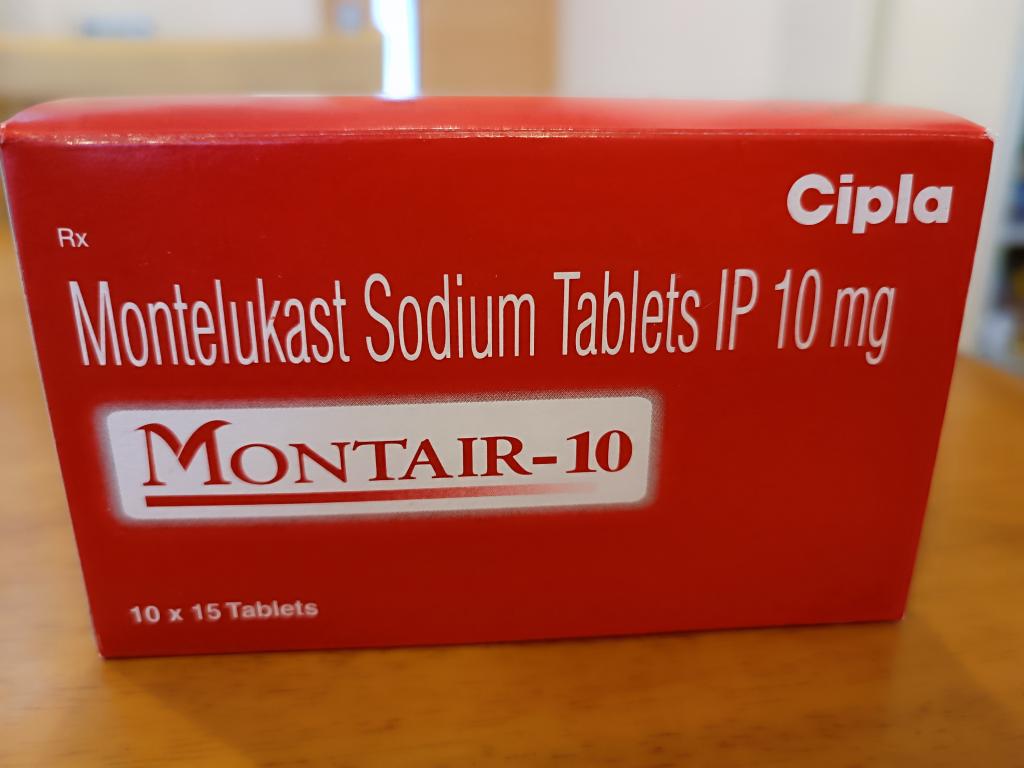 Cipla
Rx
Montelukast Sodium Tablets IP 10 mg
MONTAIR-10
10 x 15 Tablets